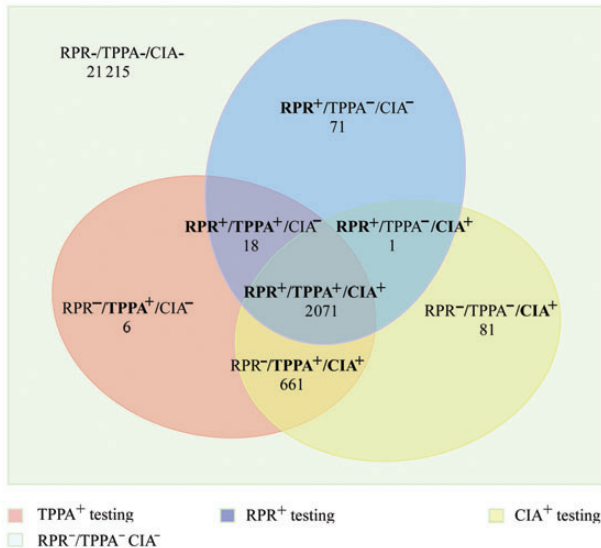 RPR-/TPPA-/CIA-
21 215
RPR⁺/TPPA⁻/CIA⁻
71
RPR⁺/TPPA⁺/CIA⁻
18
RPR⁺/TPPA⁻/CIA⁺
1
RPR⁺/TPPA⁺/CIA⁺
2071
RPR⁻/TPPA⁺/CIA⁻
6
RPR⁻/TPPA⁻/CIA⁺
81
RPR⁻/TPPA⁺/CIA⁺
661
TPPA⁺ testing
RPR⁺ testing
CIA⁺ testing
RPR⁻/TPPA⁻ CIA⁻